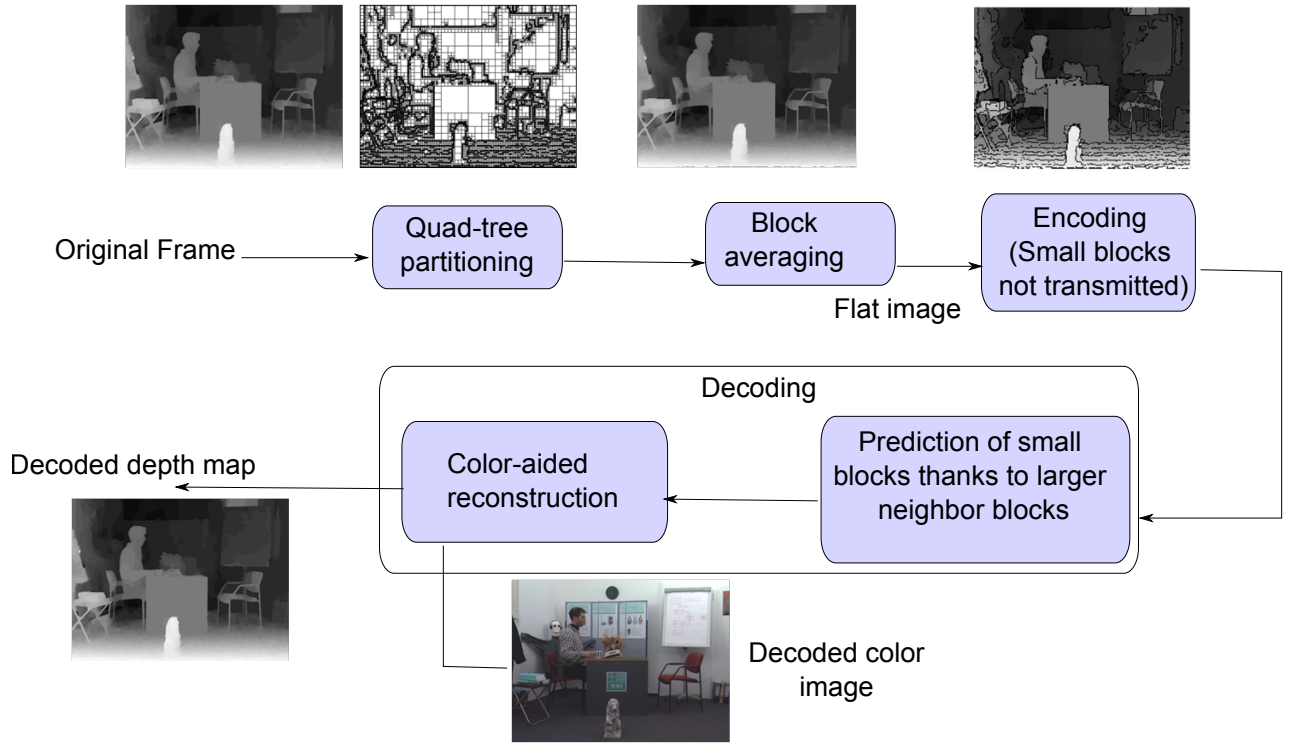 Original Frame
Quad-tree
partitioning
Block
averaging
Flat image
Encoding
(Small blocks
not transmitted)
Decoding
Prediction of small
blocks thanks to larger
neighbor blocks
Color-aided
reconstruction
Decoded depth map
Decoded color
image